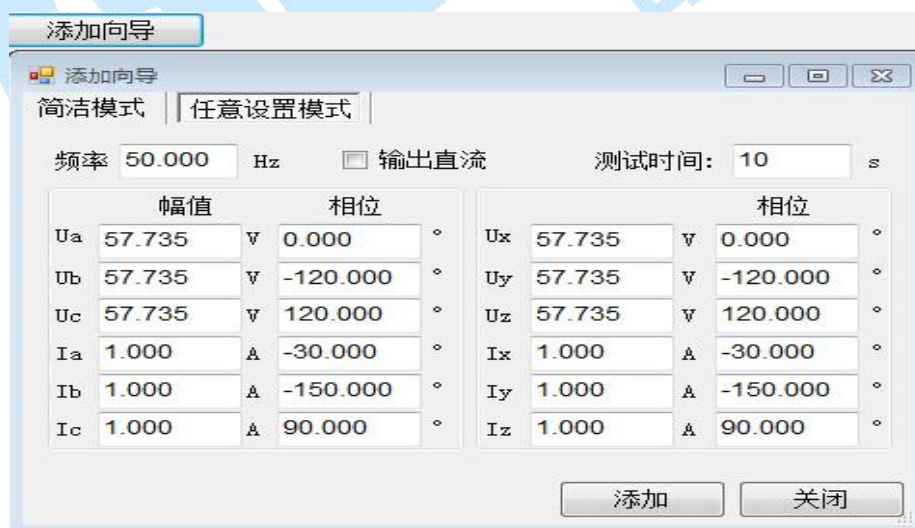 添加向导
添加向导
简洁模式 任意设置模式
频率 50.000 Hz 输出直流 测试时间: 10 s
幅值 相位 相位
Ua 57.735 V 0.000 ° Ux 57.735 V 0.000 °
Ub 57.735 V -120.000 ° Uy 57.735 V -120.000 °
Uc 57.735 V 120.000 ° Uz 57.735 V 120.000 °
Ia 1.000 A -30.000 ° Ix 1.000 A -30.000 °
Ib 1.000 A -150.000 ° Iy 1.000 A -150.000 °
Ic 1.000 A 90.000 ° Iz 1.000 A 90.000 °
添加 关闭